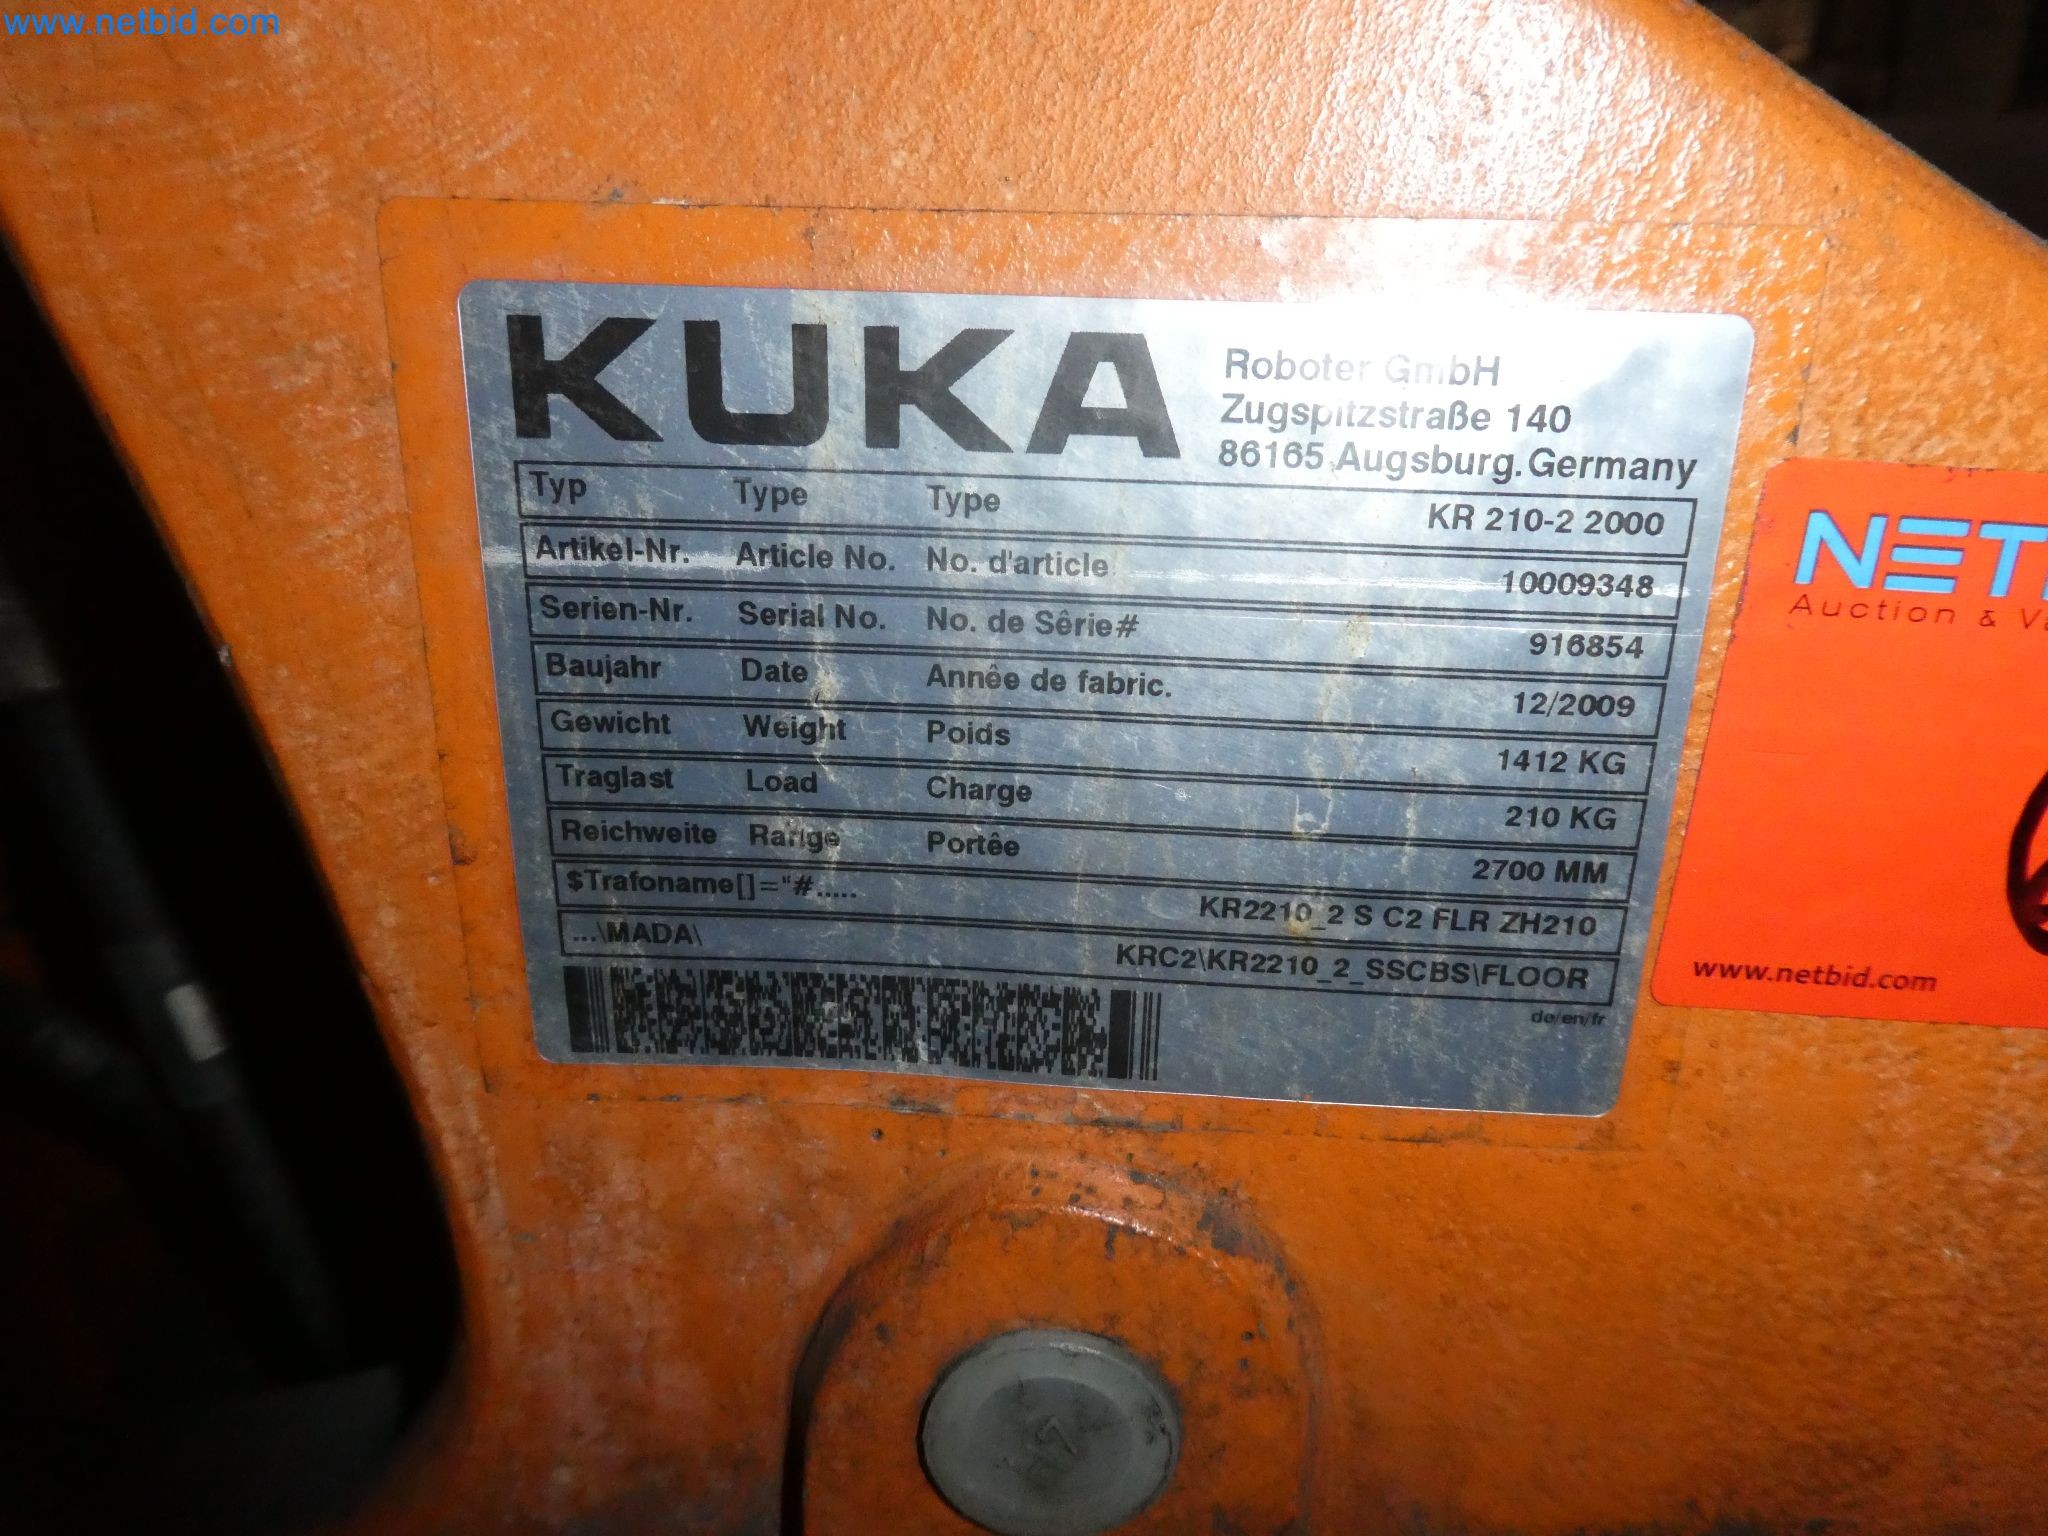 www.netbid.com
KUKA
Roboter GmbH
Zugspitzstraße 140
86165 Augsburg.Germany
Typ Type Type KR 210-2 2000
Artikel-Nr. Article No. No. d'article 10009348
Serien-Nr. Serial No. No. de Sêrie# 916854
Baujahr Date Annêe de fabric. 12/2009
Gewicht Weight Poids 1412 KG
Traglast Load Charge 210 KG
Reichweite Range Portêe 2700 MM
$Trafoname[]="#..... KR2210_2 S C2 FLR ZH210
...\MADA\ KRC2\KR2210_2_SSCBS\FLOOR
de/en/fr
NET
Auction &
www.netbid.com